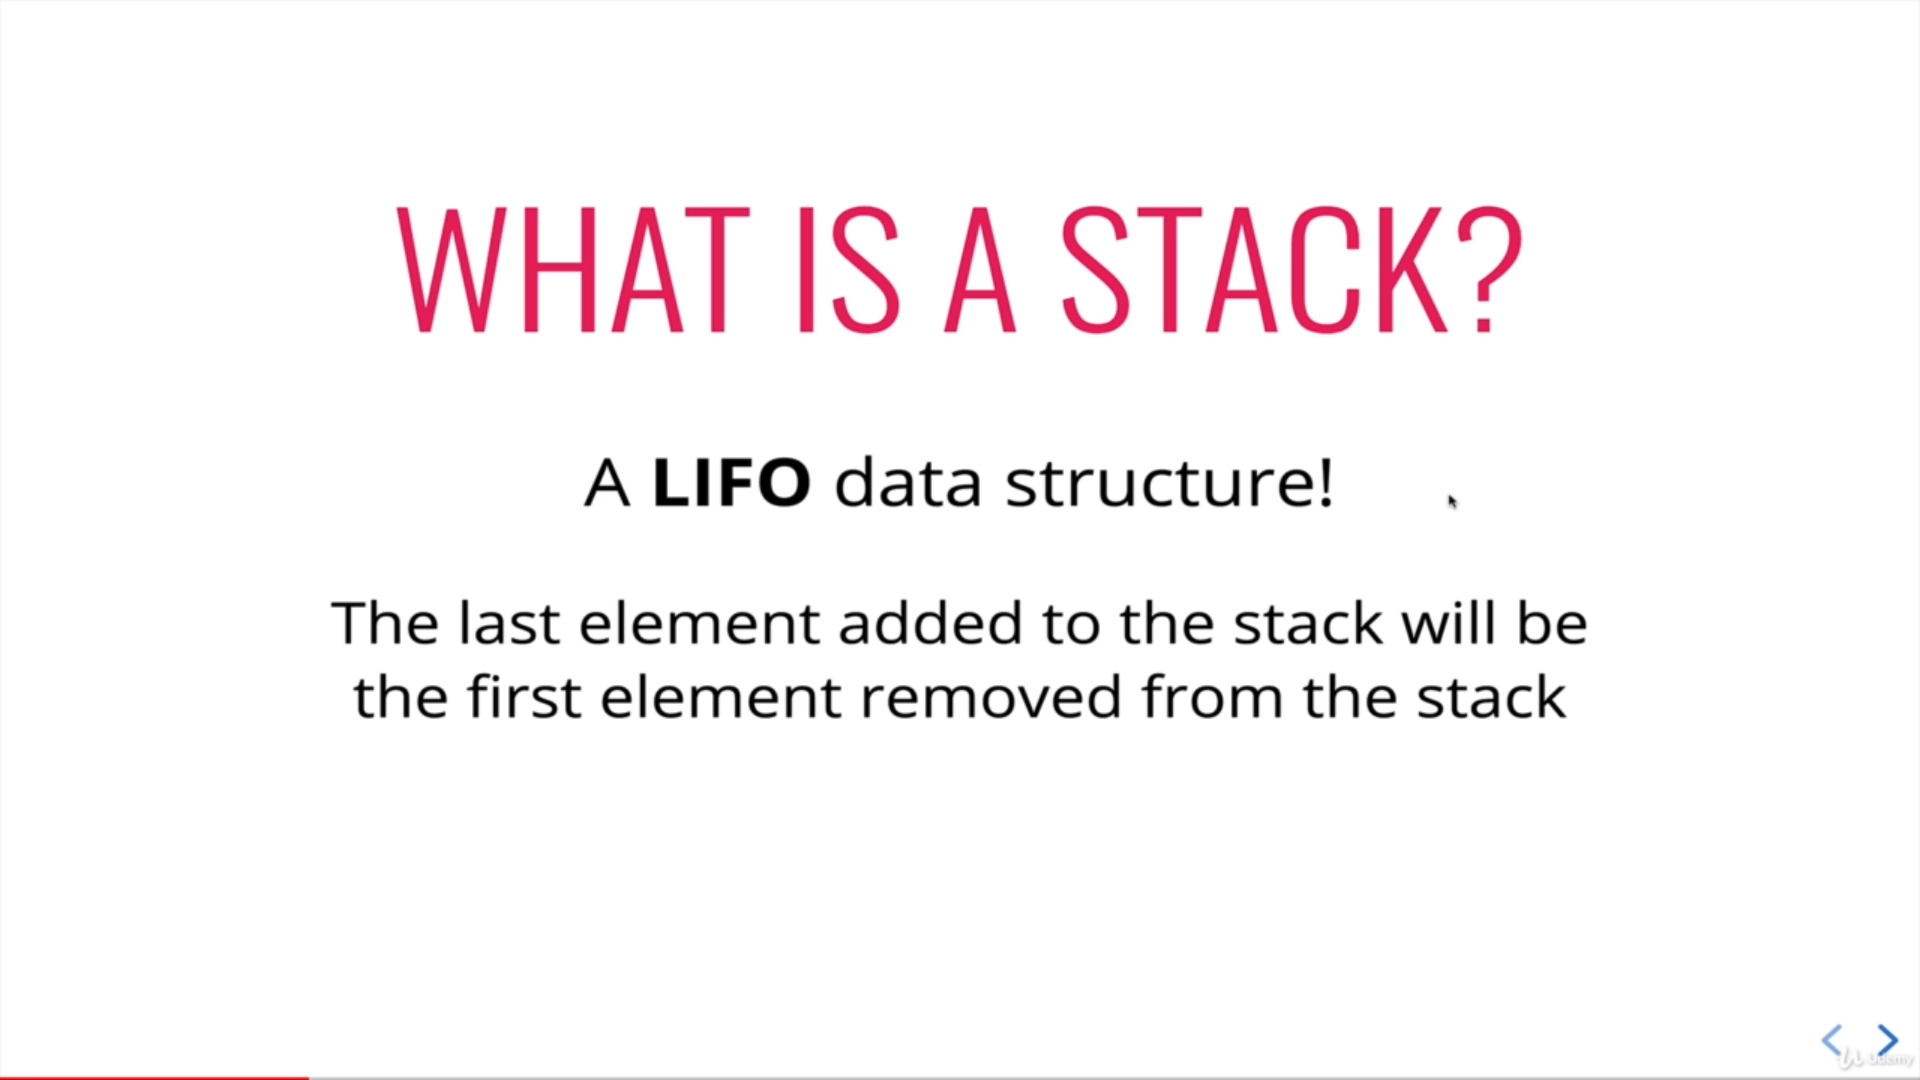 WHAT IS A STACK?
A LIFO data structure!
The last element added to the stack will be
the first element removed from the stack
Udemy